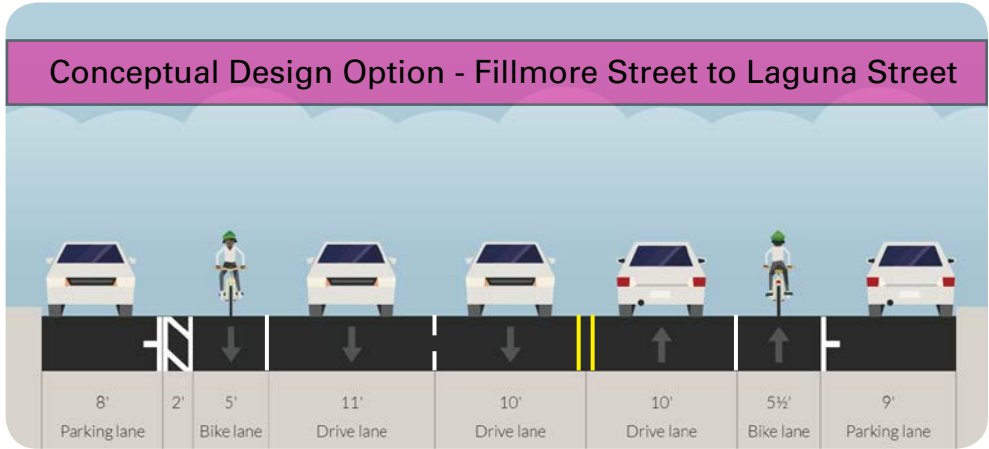 Conceptual Design Option - Fillmore Street to Laguna Street
8' 2' 5' 11' 10' 10' 5½' 9'
Parking lane Bike lane Drive lane Drive lane Drive lane Bike lane Parking lane